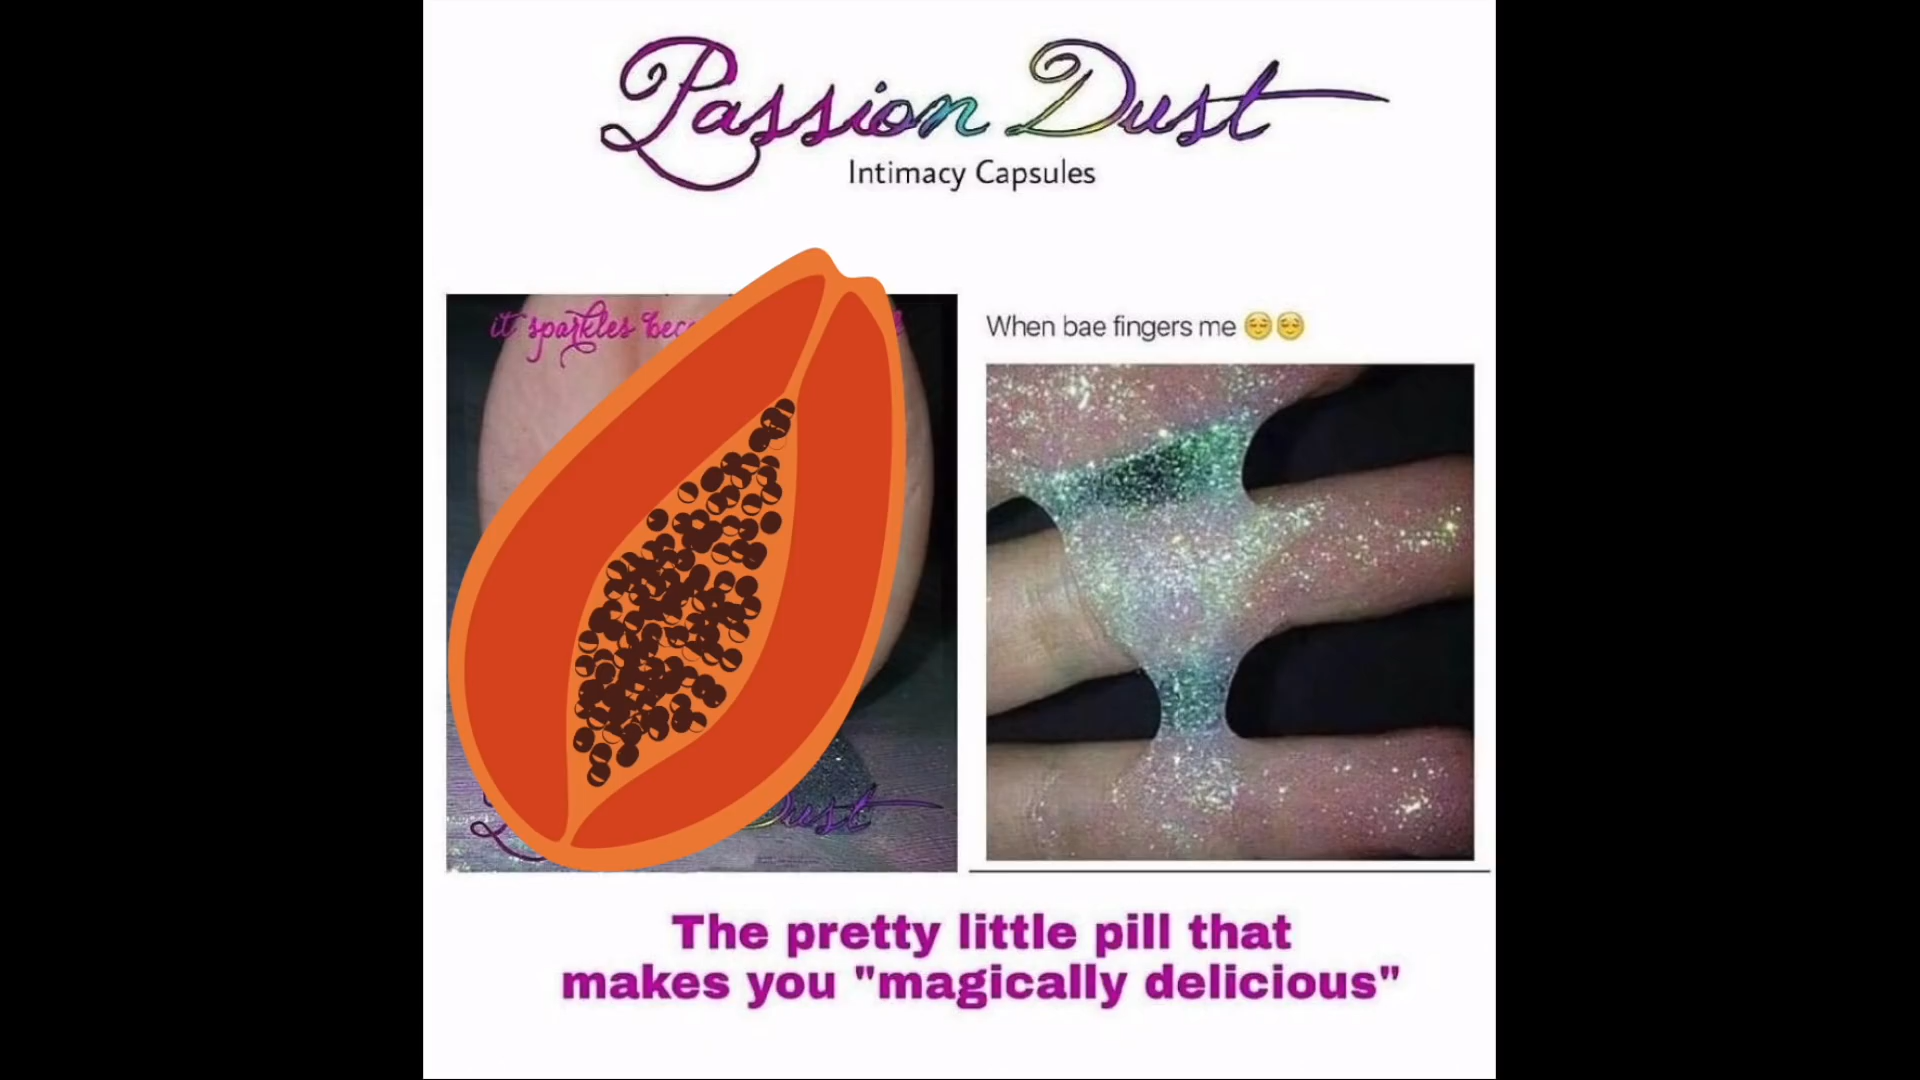 Passion Dust
Intimacy Capsules
it sparkles
When bae fingers me 😌😌
Dust
The pretty little pill that
makes you "magically delicious"